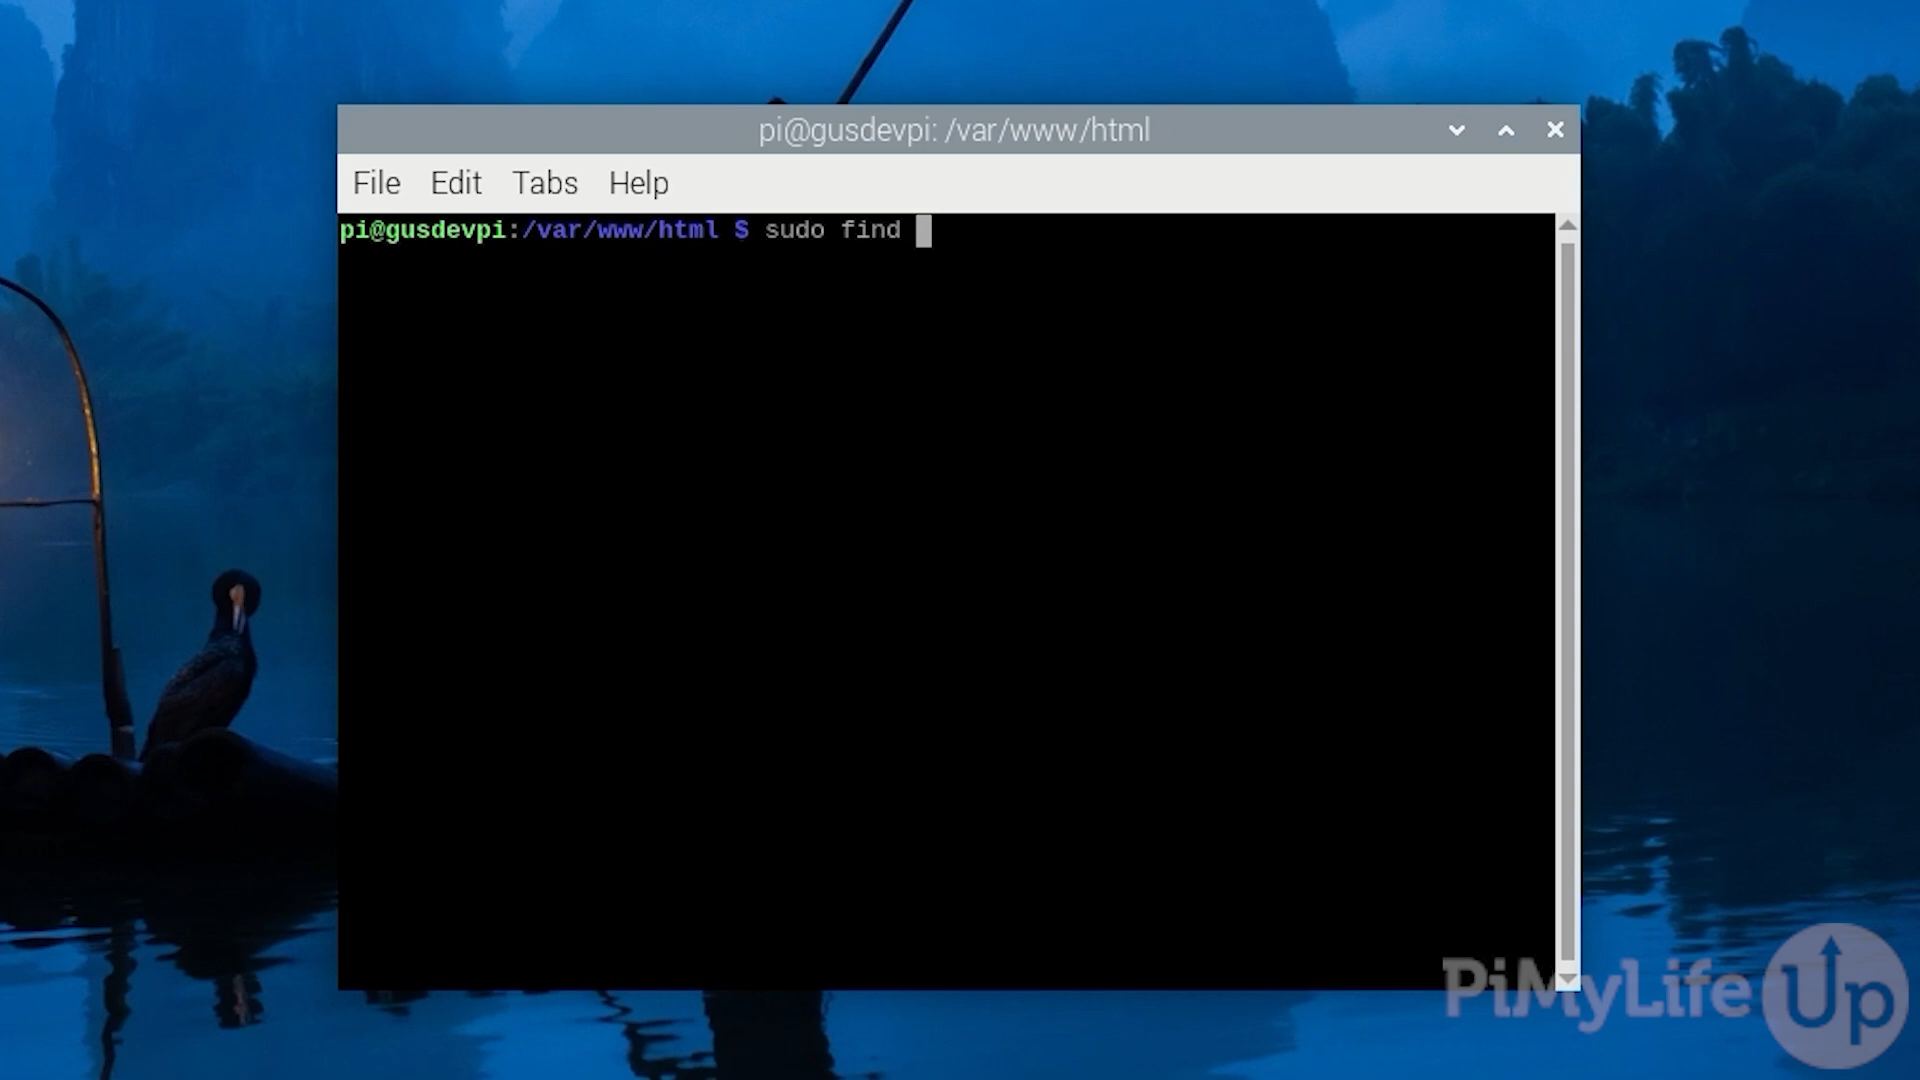 pi@gusdevpi: /var/www/html
File Edit Tabs Help
pi@gusdevpi:/var/www/html $ sudo find
PiMyLifeUp